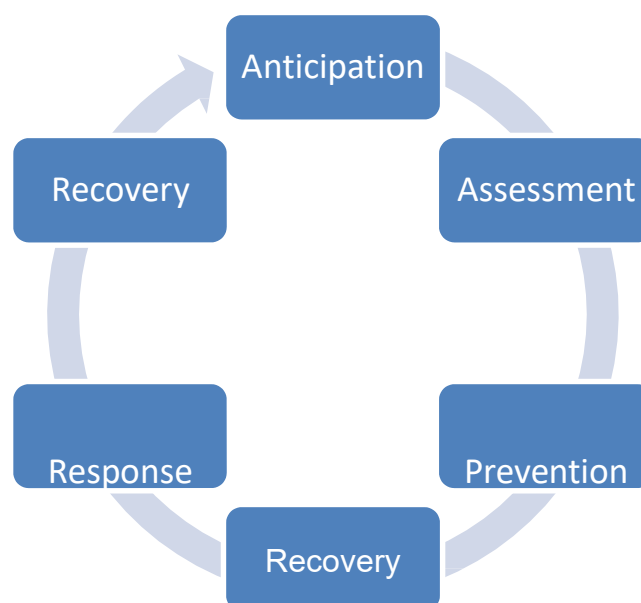 Anticipation
Assessment
Prevention
Recovery
Response
Recovery